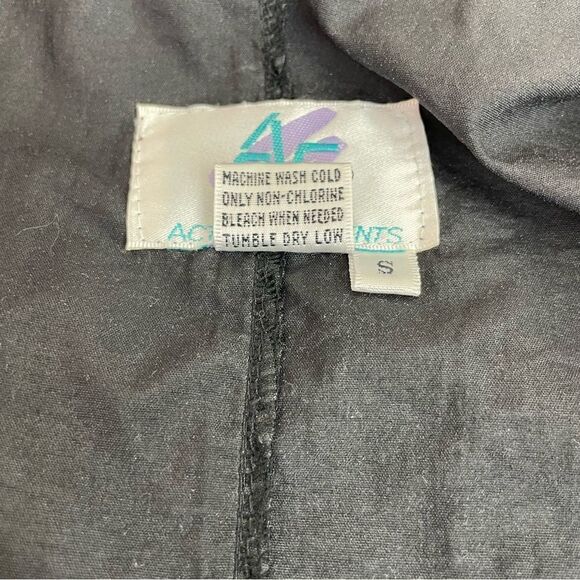 MACHINE WASH COLD
ONLY NON-CHLORINE
BLEACH WHEN NEEDED
TUMBLE DRY LOW
S